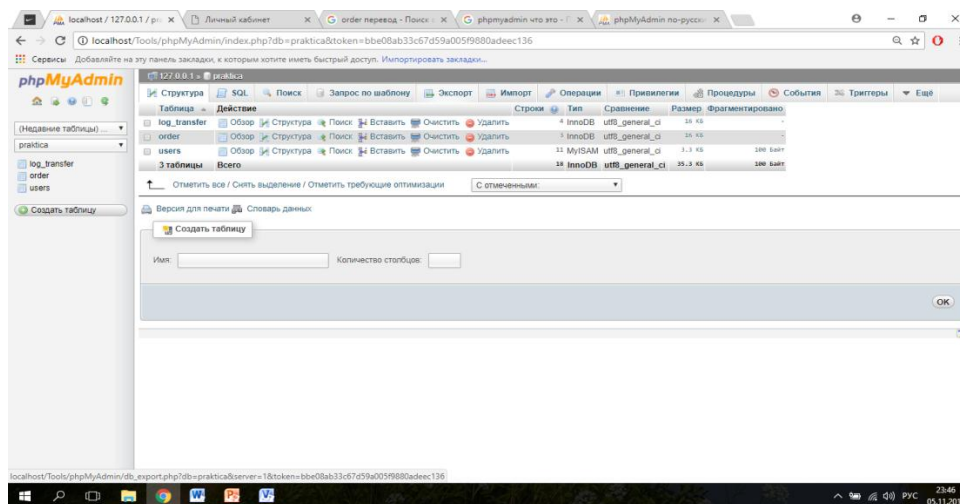 localhost / 127.0.0.1 / pra
Личный кабинет
order перевод - Поиск
phpmyadmin что это -
phpMyAdmin по-русски
localhost/Tools/phpMyAdmin/index.php?db=praktica&token=bbe08ab33c67d59a005f9880adeec136
Сервисы Добавляйте на эту панель закладки, к которым хотите иметь быстрый доступ. Импортировать закладки...
phpMyAdmin
(Недавние таблицы) ...
praktica
log_transfer
order
users
Создать таблицу
127.0.0.1 » praktica
Структура SQL Поиск Запрос по шаблону Экспорт Импорт Операции Привилегии Процедуры События Триггеры Ещё
Таблица Действие Строки Тип Сравнение Размер Фрагментировано
log_transfer Обзор Структура Поиск Вставить Очистить Удалить 4 InnoDB utf8_general_ci 16 КБ -
order Обзор Структура Поиск Вставить Очистить Удалить 3 InnoDB utf8_general_ci 16 КБ -
users Обзор Структура Поиск Вставить Очистить Удалить 11 MyISAM utf8_general_ci 3.3 КБ 100 Байт
3 таблицы Всего 18 InnoDB utf8_general_ci 35.3 КБ 100 Байт
Отметить все / Снять выделение / Отметить требующие оптимизации С отмеченными:
Версия для печати Словарь данных
Создать таблицу
Имя: Количество столбцов:
OK
localhost/Tools/phpMyAdmin/db_export.php?db=praktica&server=1&token=bbe08ab33c67d59a005f9880adeec136
РУС
23:46
05.11.201